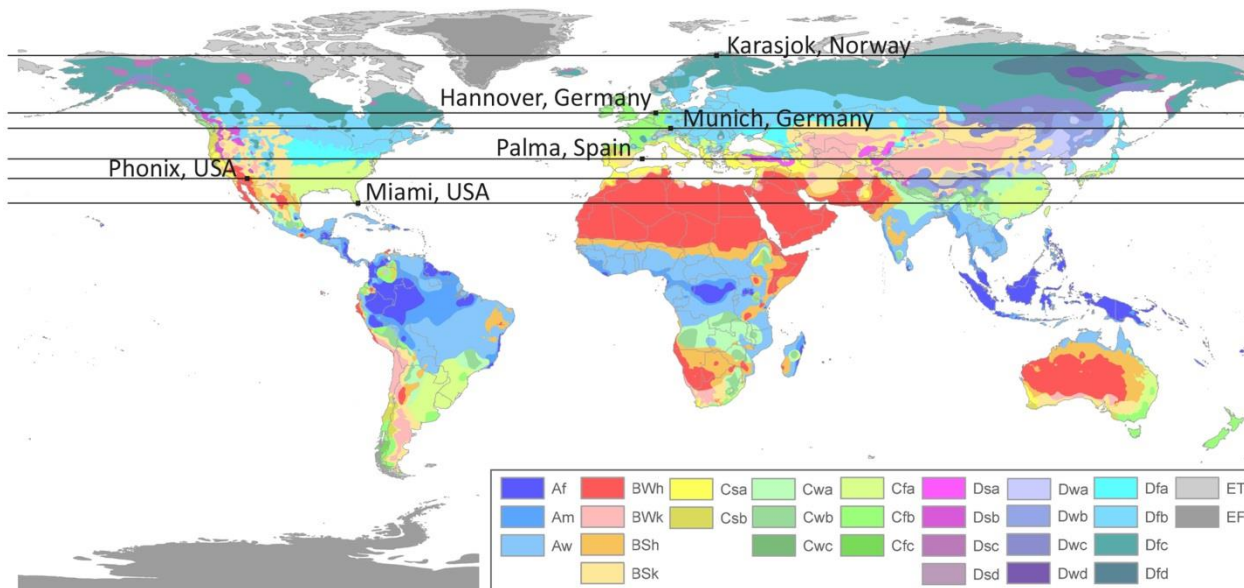 Karasjok, Norway
Hannover, Germany
Munich, Germany
Palma, Spain
Phonix, USA
Miami, USA
Af BWh Csa Cwa Cfa Dsa Dwa Dfa ET
Am BWk Csb Cwb Cfb Dsb Dwb Dfb EF
Aw BSh Cwc Cfc Dsc Dwc Dfc
BSk Dsd Dwd Dfd